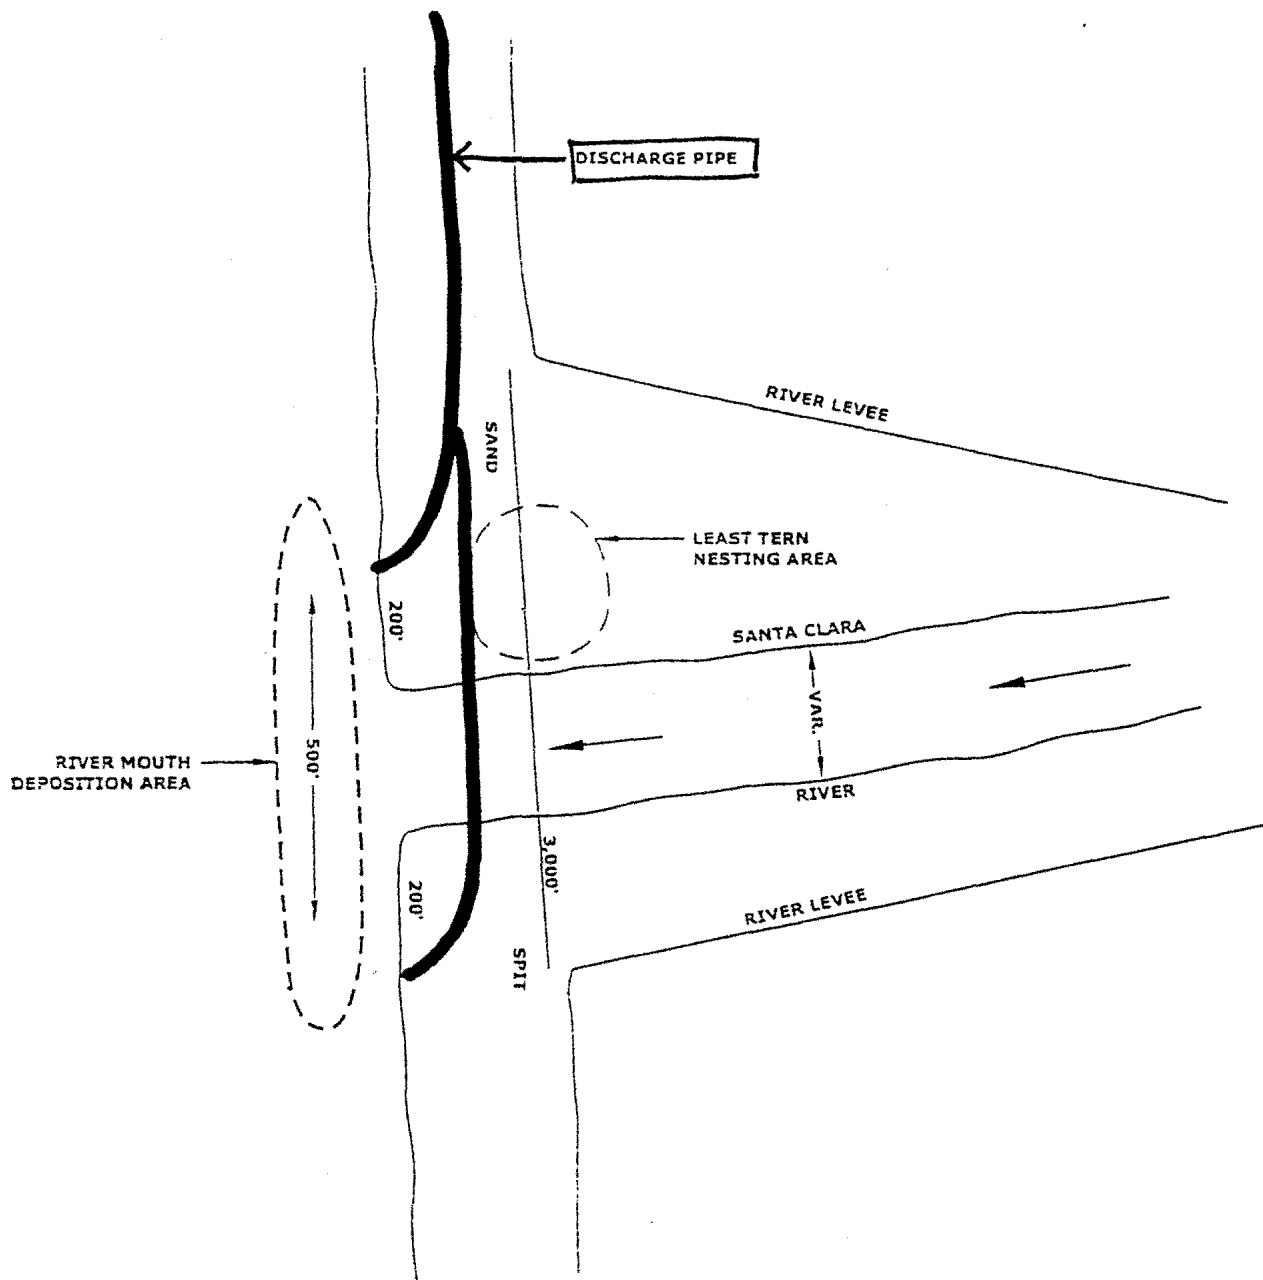 DISCHARGE PIPE
RIVER LEVEE
SAND
LEAST TERN
NESTING AREA
200'
SANTA CLARA
VAR.
500'
RIVER MOUTH
DEPOSITION AREA
RIVER
3,000'
200'
RIVER LEVEE
SPIT